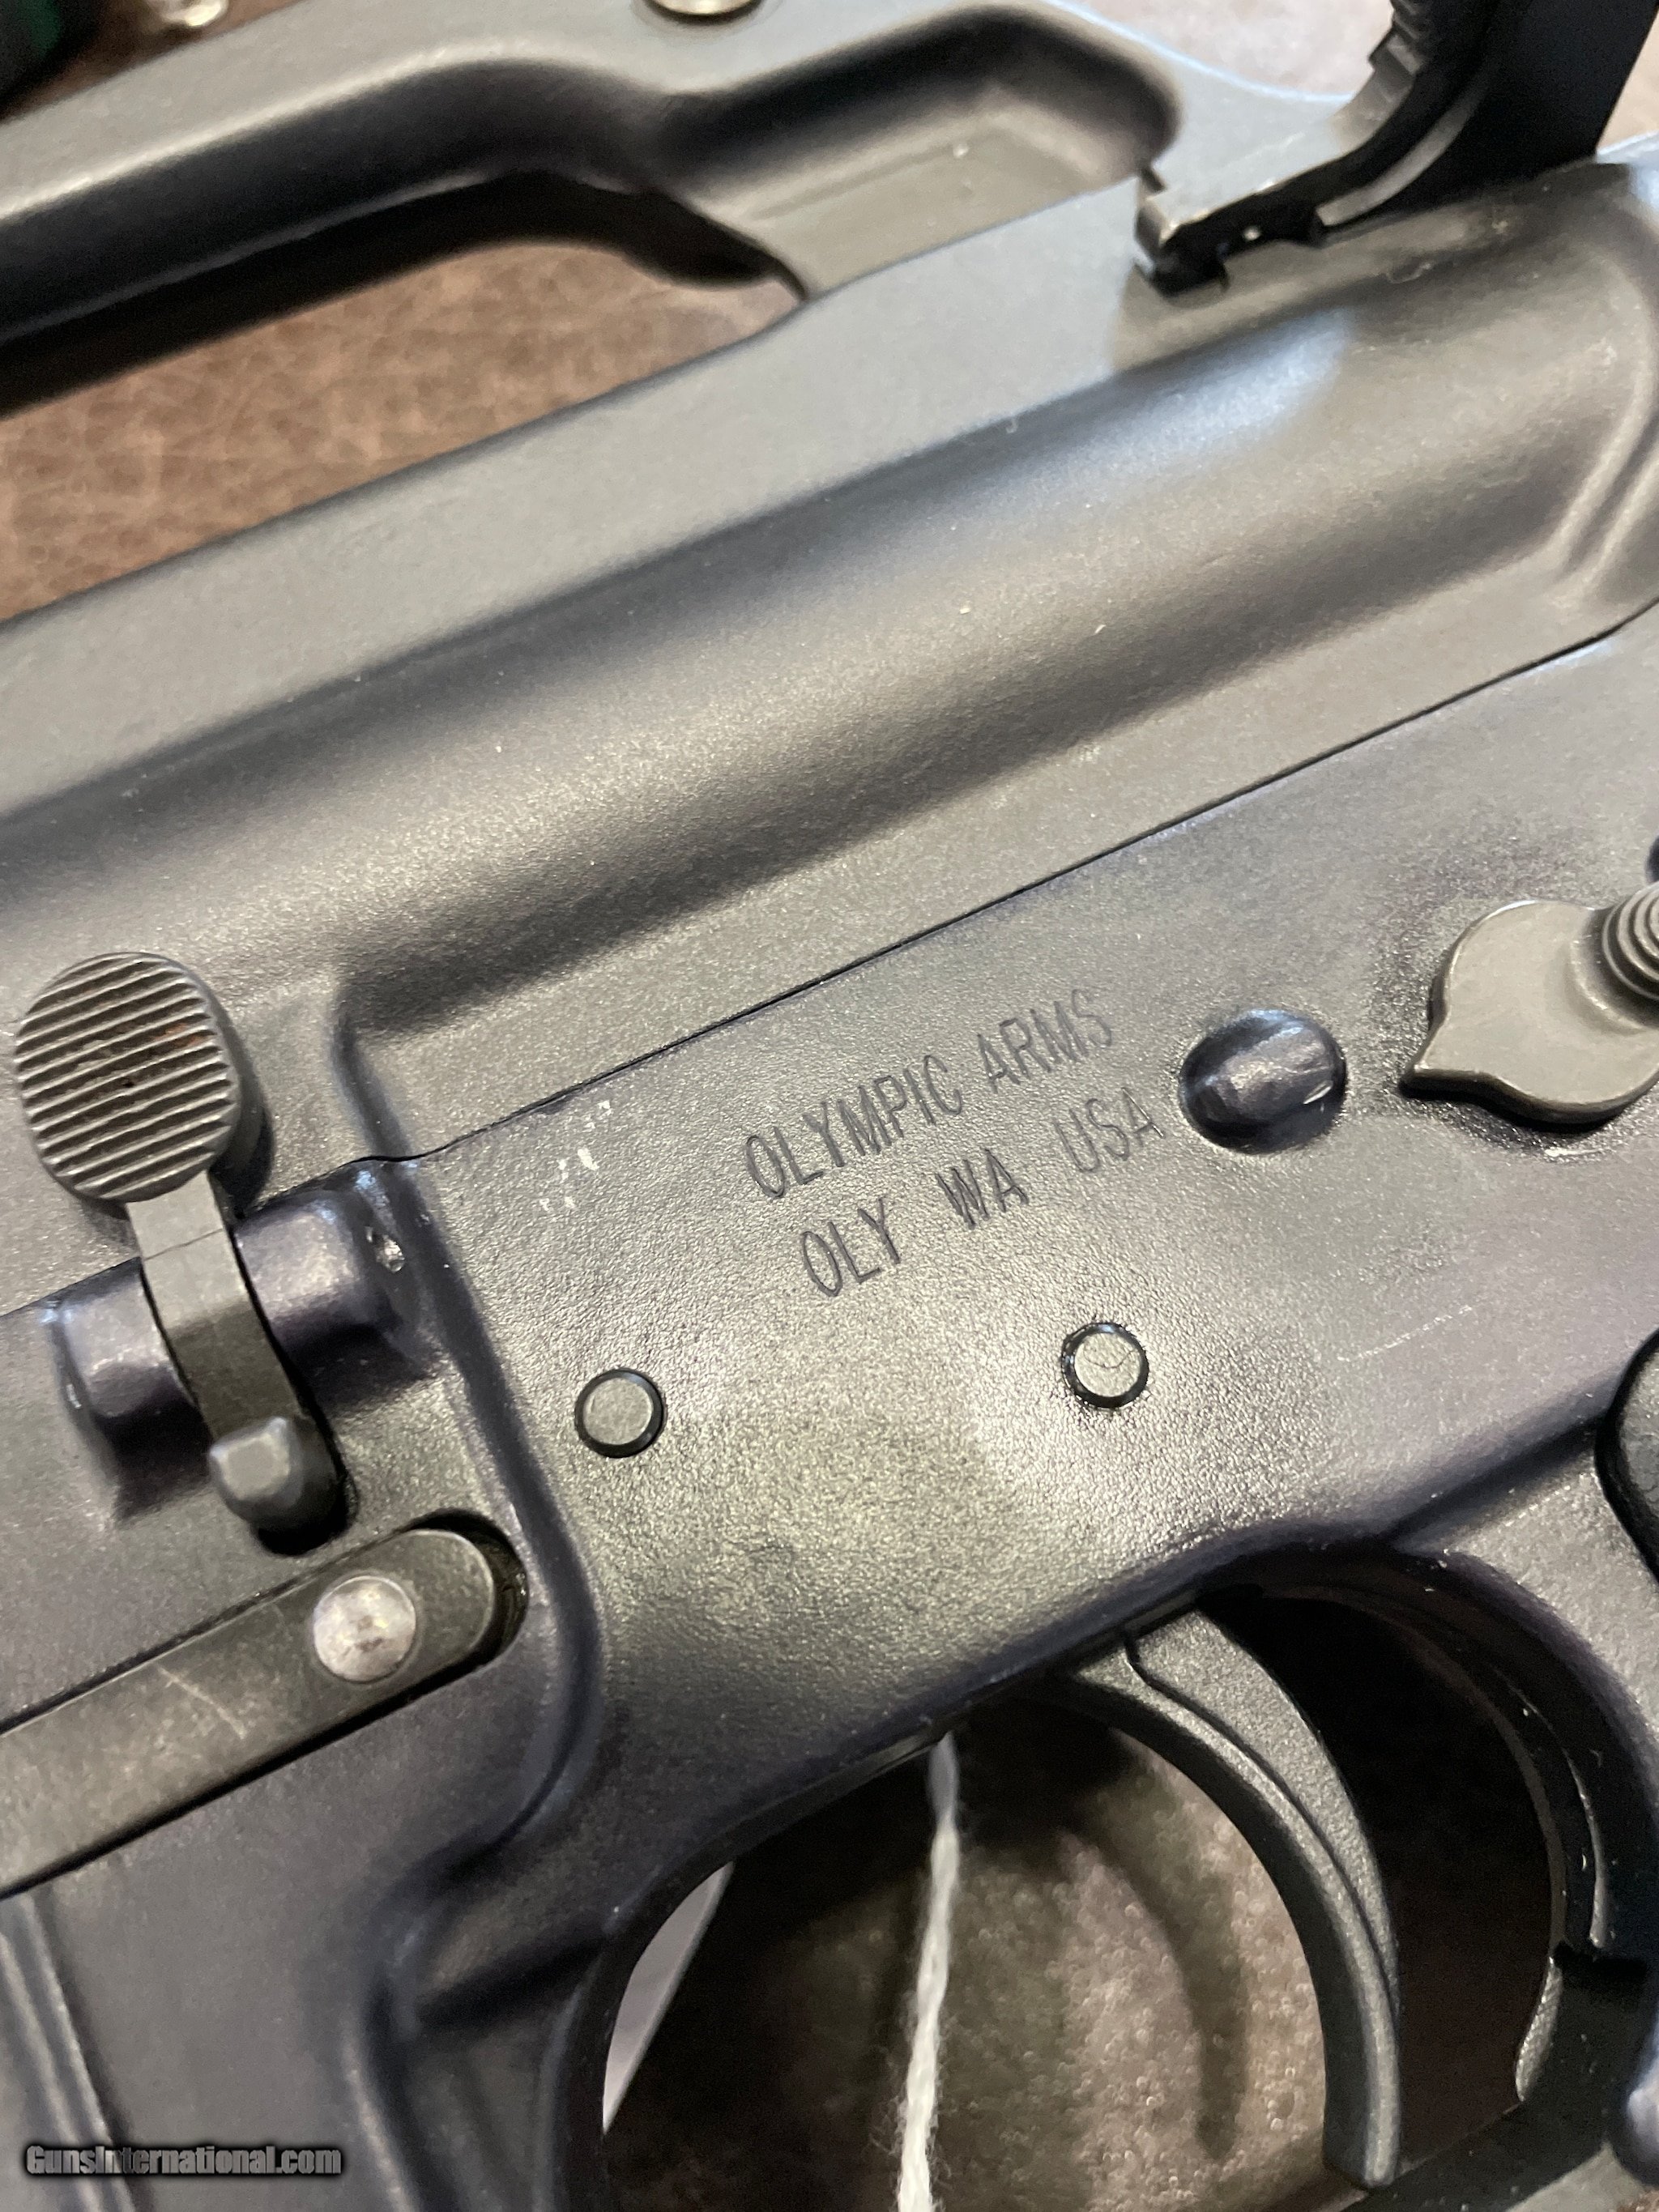 OLYMPIC ARMS
OLY WA USA
GunsInternational.com